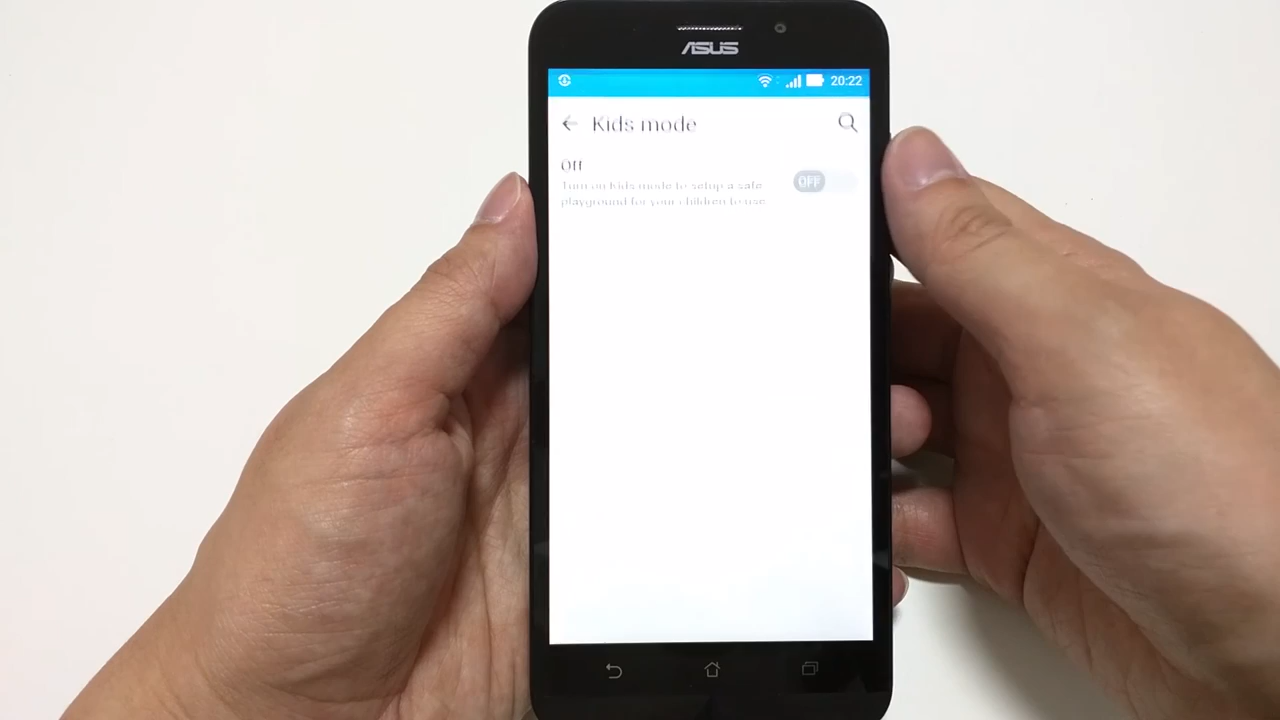 ASUS
20:22
Kids mode
Off
Turn on Kids mode to setup a safe
playground for your children to use
OFF